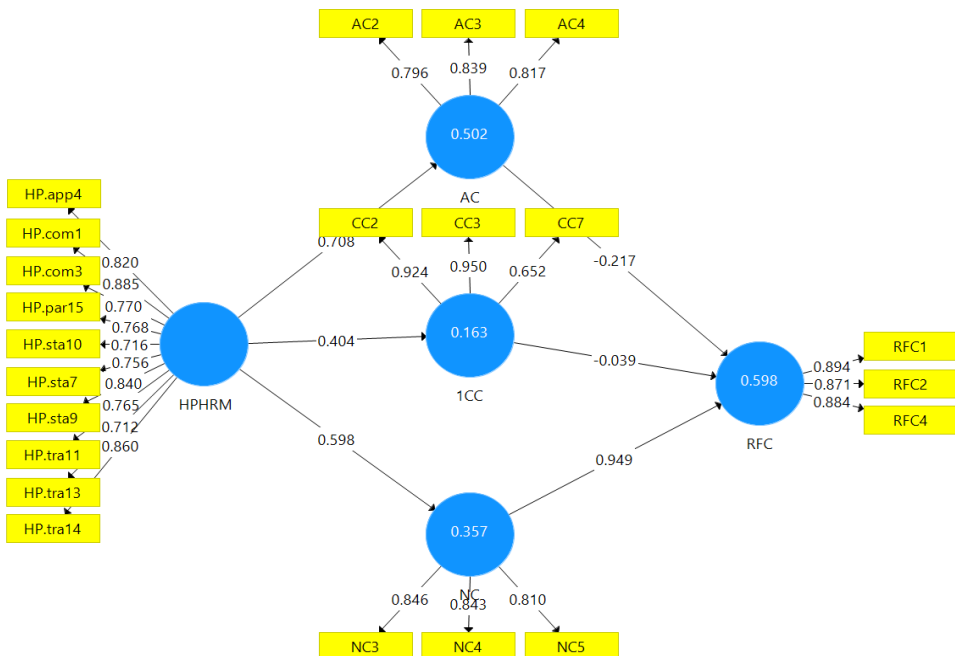 AC2
AC3
AC4
0.796
0.839
0.817
0.502
AC
HP.app4
HP.com1
HP.com3
HP.par15
HP.sta10
HP.sta7
HP.sta9
HP.tra11
HP.tra13
HP.tra14
0.820
0.885
0.770
0.768
0.716
0.756
0.840
0.765
0.712
0.860
HPHRM
0.708
0.404
0.598
CC2
CC3
CC7
0.924
0.950
0.652
0.163
1CC
-0.217
-0.039
0.949
0.598
RFC
0.894
0.871
0.884
RFC1
RFC2
RFC4
0.357
NC
0.846
0.843
0.810
NC3
NC4
NC5